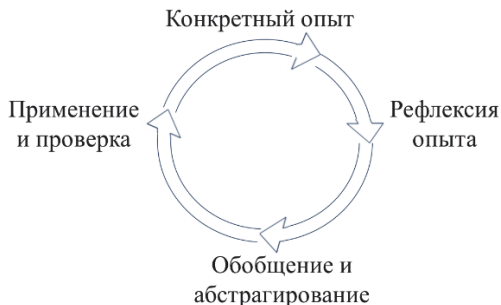 Конкретный опыт
Применение
и проверка
Рефлексия
опыта
Обобщение и
абстрагирование